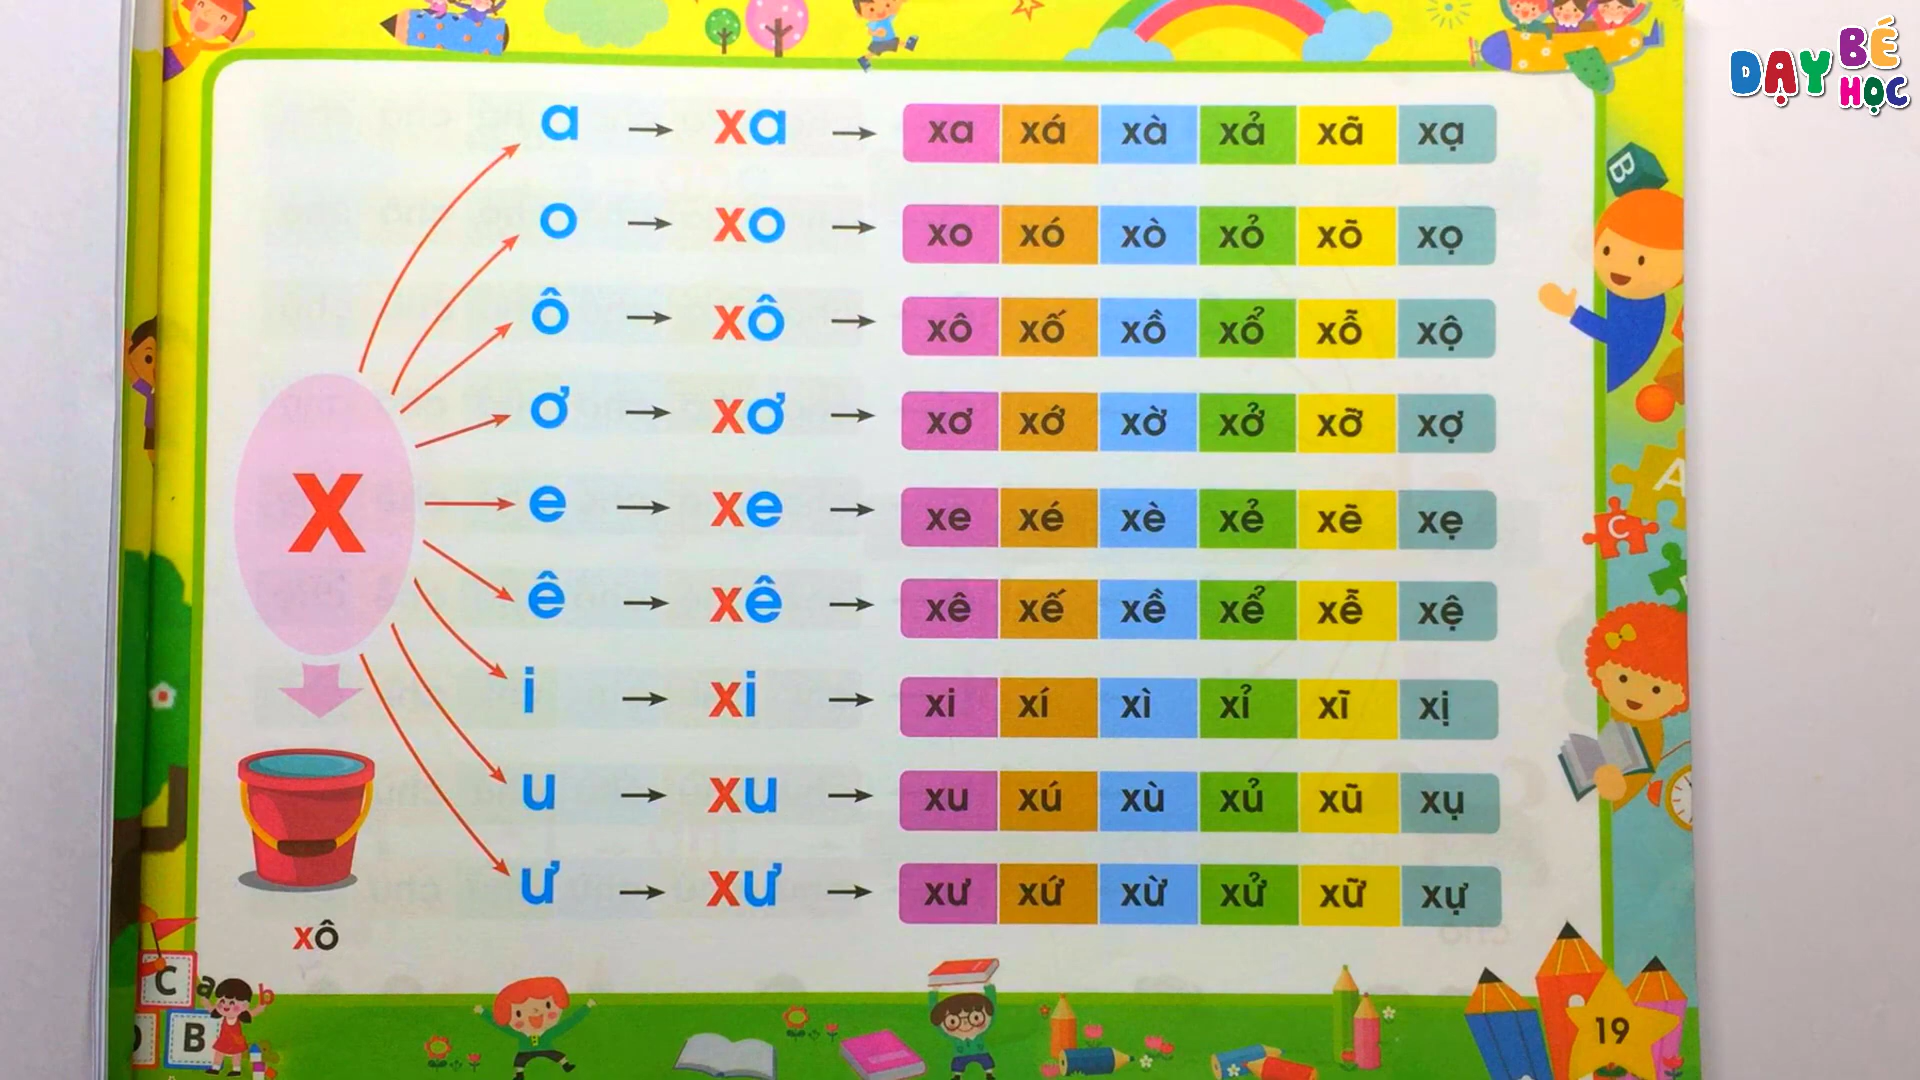 DẠY BÉ HỌC
a → xa → xa xá xà xả xã xạ
o → xo → xo xó xò xỏ xõ xọ
ô → xô → xô xố xồ xổ xỗ xộ
ơ → xơ → xơ xớ xờ xở xỡ xợ
x
e → xe → xe xé xè xẻ xẽ xẹ
ê → xê → xê xế xề xể xễ xệ
i → xi → xi xí xì xỉ xĩ xị
u → xu → xu xú xù xủ xũ xụ
ư → xư → xư xứ xừ xử xữ xự
xô
B
A
C
C a b
B
19